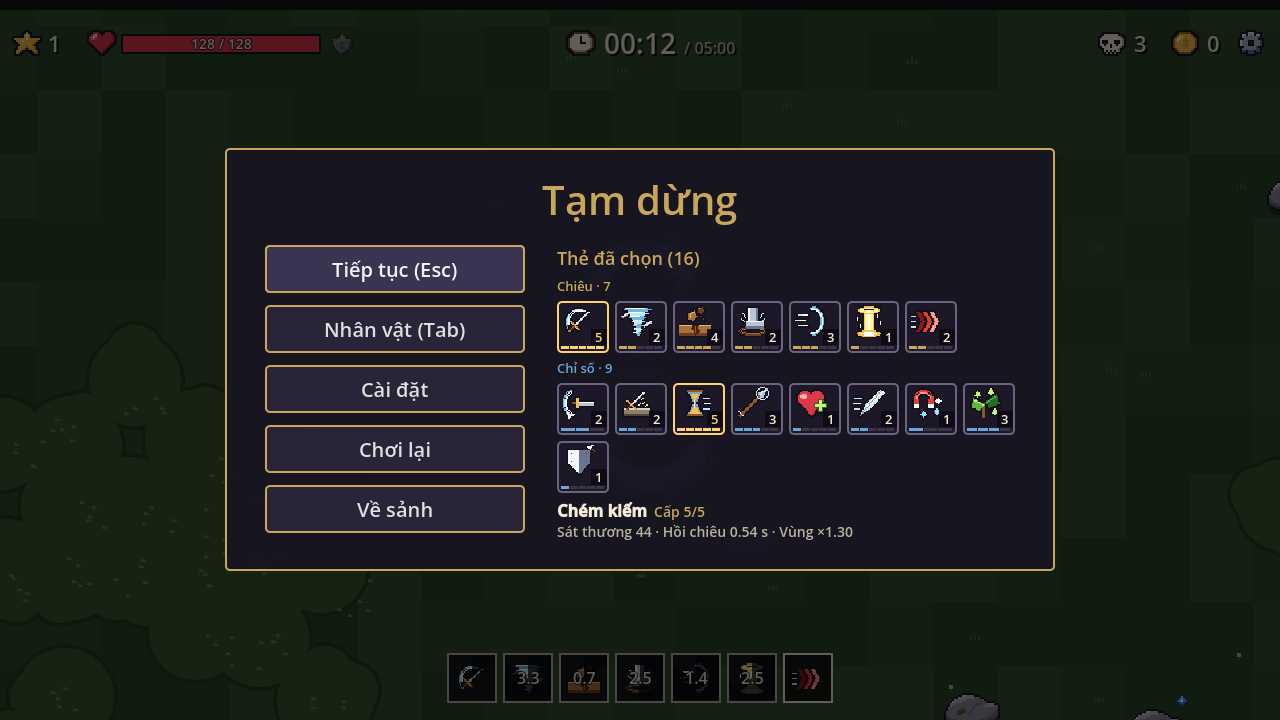 1 128 / 128 00:12 / 05:00 3 0
Tạm dừng
Tiếp tục (Esc)
Nhân vật (Tab)
Cài đặt
Chơi lại
Về sảnh
Thẻ đã chọn (16)
Chiêu · 7
5 2 4 2 3 1 2
Chỉ số · 9
2 2 5 3 1 2 1 3
1
Chém kiếm Cấp 5/5
Sát thương 44 · Hồi chiêu 0.54 s · Vùng ×1.30
3.3 0.7 2.5 1.4 2.5